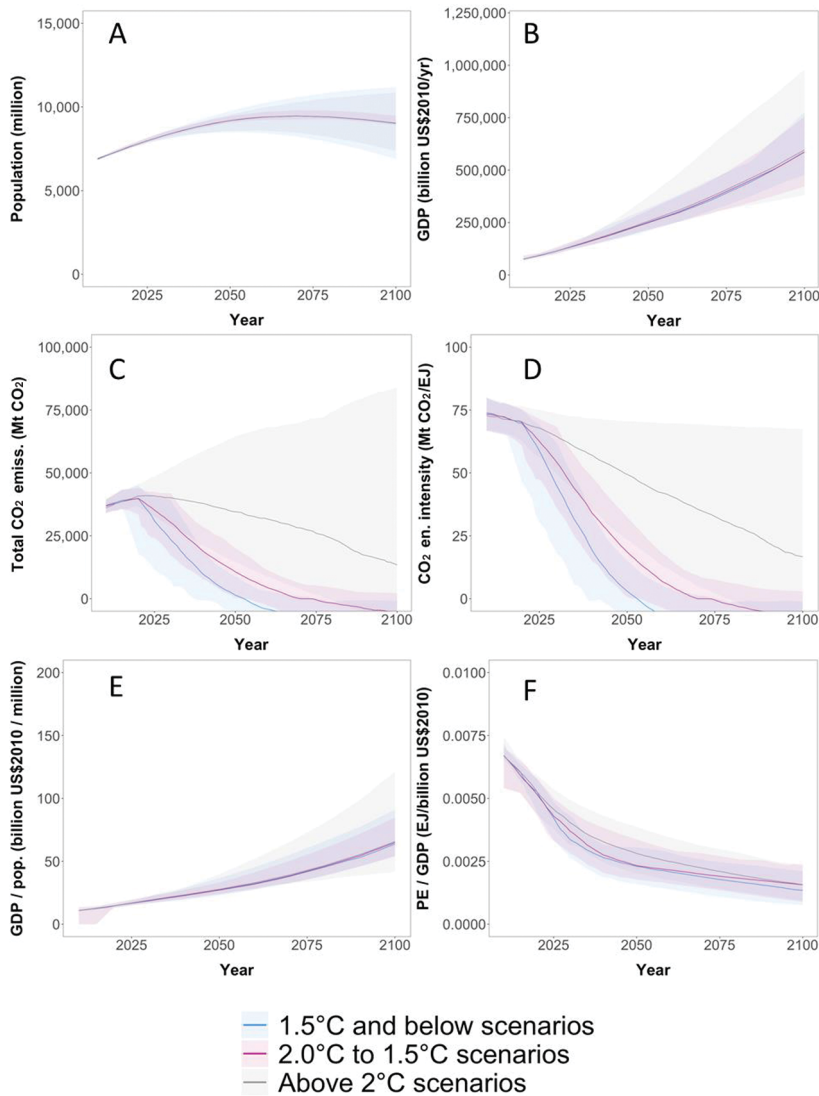 A
Population (million)
15,000
10,000
5,000
0
2025 2050 2075 2100
Year
B
GDP (billion US$2010/yr)
1,250,000
1,000,000
750,000
500,000
250,000
0
2025 2050 2075 2100
Year
C
Total CO₂ emiss. (Mt CO₂)
100,000
75,000
50,000
25,000
0
2025 2050 2075 2100
Year
D
CO₂ en. intensity (Mt CO₂/EJ)
100
75
50
25
0
2025 2050 2075 2100
Year
E
GDP / pop. (billion US$2010 / million)
200
150
100
50
0
2025 2050 2075 2100
Year
F
PE / GDP (EJ/billion US$2010)
0.0100
0.0075
0.0050
0.0025
0.0000
2025 2050 2075 2100
Year
1.5°C and below scenarios
2.0°C to 1.5°C scenarios
Above 2°C scenarios